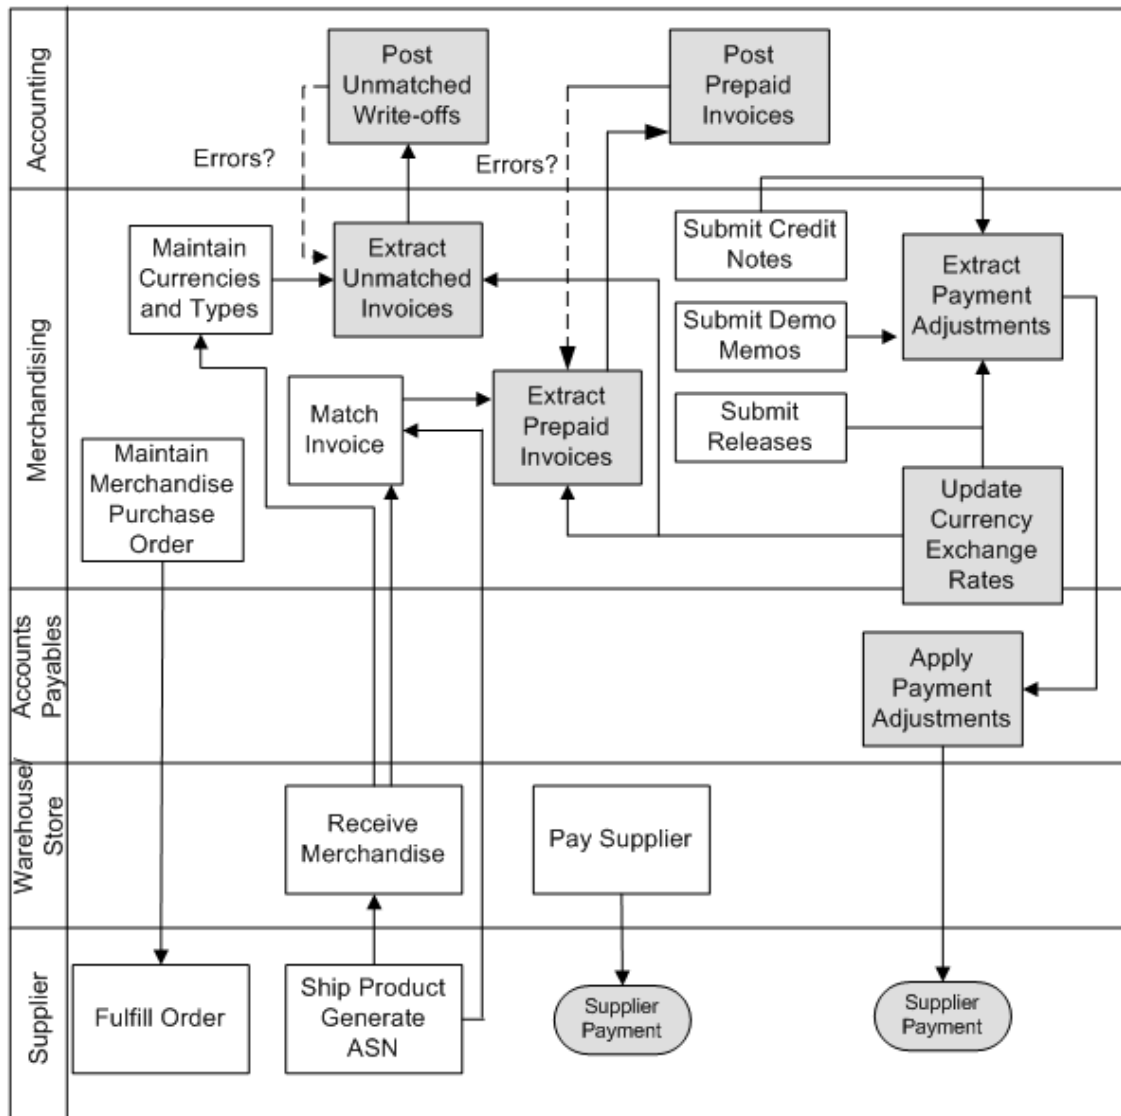 Accounting
Post
Unmatched
Write-offs
Post
Prepaid
Invoices
Errors?
Errors?
Merchandising
Maintain
Currencies
and Types
Extract
Unmatched
Invoices
Submit Credit
Notes
Extract
Payment
Adjustments
Submit Demo
Memos
Match
Invoice
Extract
Prepaid
Invoices
Submit
Releases
Maintain
Merchandise
Purchase
Order
Update
Currency
Exchange
Rates
Accounts
Payables
Apply
Payment
Adjustments
Warehouse/
Store
Receive
Merchandise
Pay Supplier
Supplier
Fulfill Order
Ship Product
Generate
ASN
Supplier
Payment
Supplier
Payment